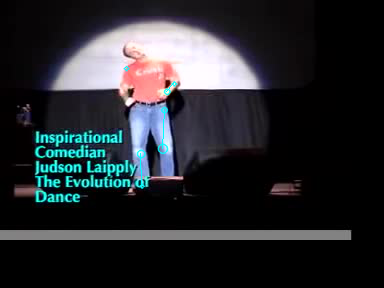 Inspirational
Comedian
Judson Laipply
The Evolution of
Dance